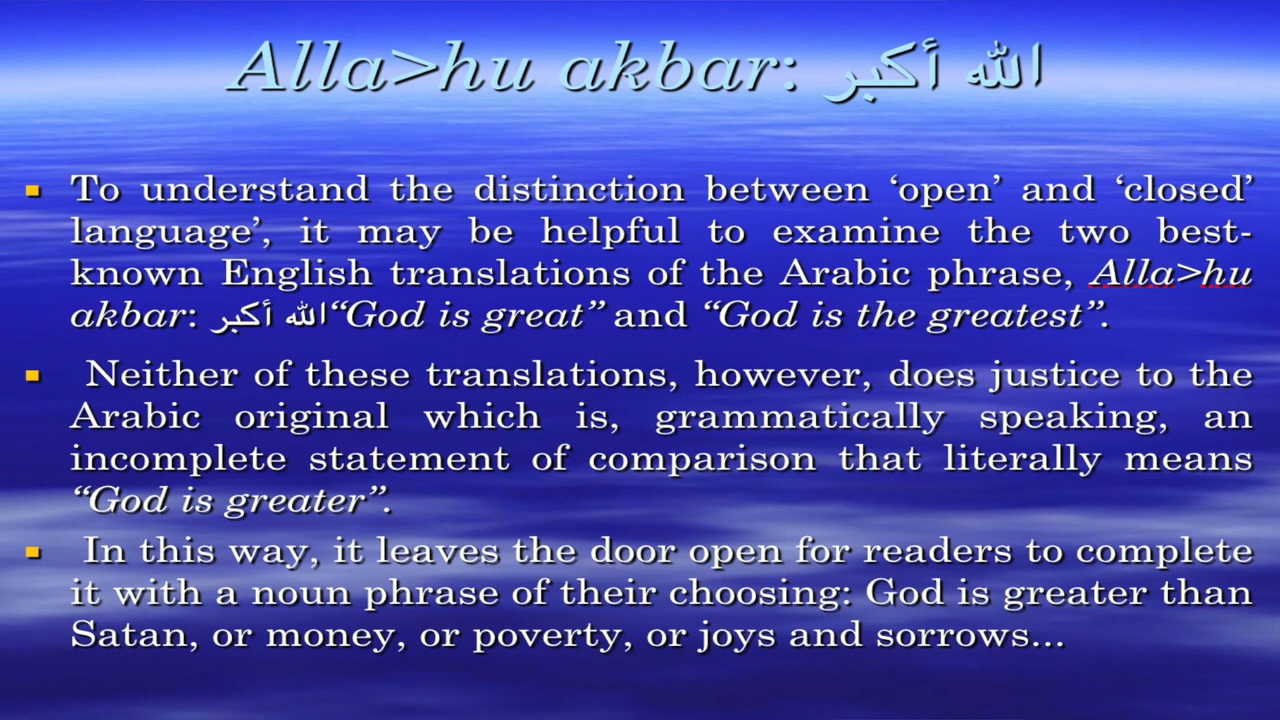 Alla>hu akbar: الله أكبر
▪ To understand the distinction between ‘open’ and ‘closed’
language’, it may be helpful to examine the two best-
known English translations of the Arabic phrase, Alla>hu
akbar: الله أكبر“God is great” and “God is the greatest”.
▪ Neither of these translations, however, does justice to the
Arabic original which is, grammatically speaking, an
incomplete statement of comparison that literally means
“God is greater”.
▪ In this way, it leaves the door open for readers to complete
it with a noun phrase of their choosing: God is greater than
Satan, or money, or poverty, or joys and sorrows...